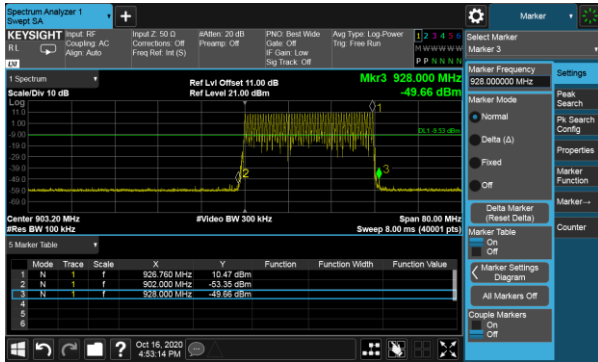 Spectrum Analyzer 1
Swept SA
Marker
KEYSIGHT
RL
Input: RF
Coupling: AC
Align: Auto
Input Z: 50 Ω
Corrections: Off
Freq Ref: Int (S)
#Atten: 20 dB
Preamp: Off
PNO: Best Wide
Gate: Off
IF Gain: Low
Sig Track: Off
Avg Type: Log-Power
Trig: Free Run
1 2 3 4 5 6
M W W W W W
P P N N N N
Select Marker
Marker 3
1 Spectrum
Scale/Div 10 dB
Ref Lvl Offset 11.00 dB
Ref Level 21.00 dBm
Mkr3 928.000 MHz
-49.66 dBm
Log
11.0
1.00
-9.00
-19.0
-29.0
-39.0
-49.0
-59.0
-69.0
1
DL1 -9.53 dBm
2
3
Center 903.20 MHz
#Res BW 100 kHz
#Video BW 300 kHz
Span 80.00 MHz
Sweep 8.00 ms (40001 pts)
5 Marker Table
Mode Trace Scale X Y Function Function Width Function Value
1 N 1 f 926.760 MHz 10.47 dBm
2 N 1 f 902.000 MHz -53.35 dBm
3 N 1 f 928.000 MHz -49.66 dBm
4
5
6
Marker Frequency
928.000000 MHz
Marker Mode
Normal
Delta (Δ)
Fixed
Off
Delta Marker
(Reset Delta)
Marker Table
On
Off
Marker Settings
Diagram
All Markers Off
Couple Markers
On
Off
Settings
Peak
Search
Pk Search
Config
Properties
Marker
Function
Marker→
Counter
Oct 16, 2020
4:53:14 PM